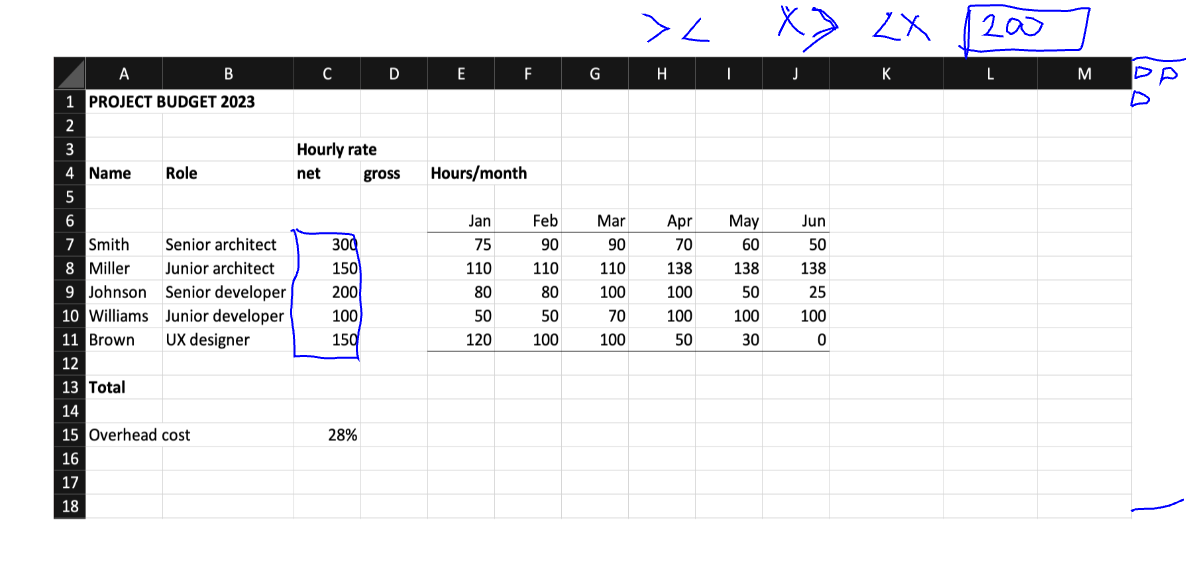 > < X > < X 200
A B C D E F G H I J K L M
1 PROJECT BUDGET 2023
2
3 Hourly rate
4 Name Role net gross Hours/month
5
6 Jan Feb Mar Apr May Jun
7 Smith Senior architect 300 75 90 90 70 60 50
8 Miller Junior architect 150 110 110 110 138 138 138
9 Johnson Senior developer 200 80 80 100 100 50 25
10 Williams Junior developer 100 50 50 70 100 100 100
11 Brown UX designer 150 120 100 100 50 30 0
12
13 Total
14
15 Overhead cost 28%
16
17
18